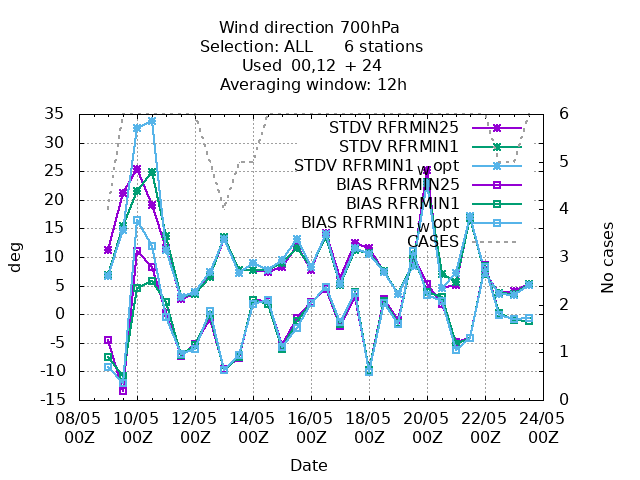 Wind direction 700hPa
Selection: ALL 6 stations
Used 00,12 + 24
Averaging window: 12h
STDV RFRMIN25
STDV RFRMIN1
STDV RFRMIN1_w_opt
BIAS RFRMIN25
BIAS RFRMIN1
BIAS RFRMIN1_w_opt
CASES
35
30
25
20
15
10
5
0
-5
-10
-15
deg
6
5
4
3
2
1
0
No cases
08/05 10/05 12/05 14/05 16/05 18/05 20/05 22/05 24/05
00Z 00Z 00Z 00Z 00Z 00Z 00Z 00Z 00Z
Date